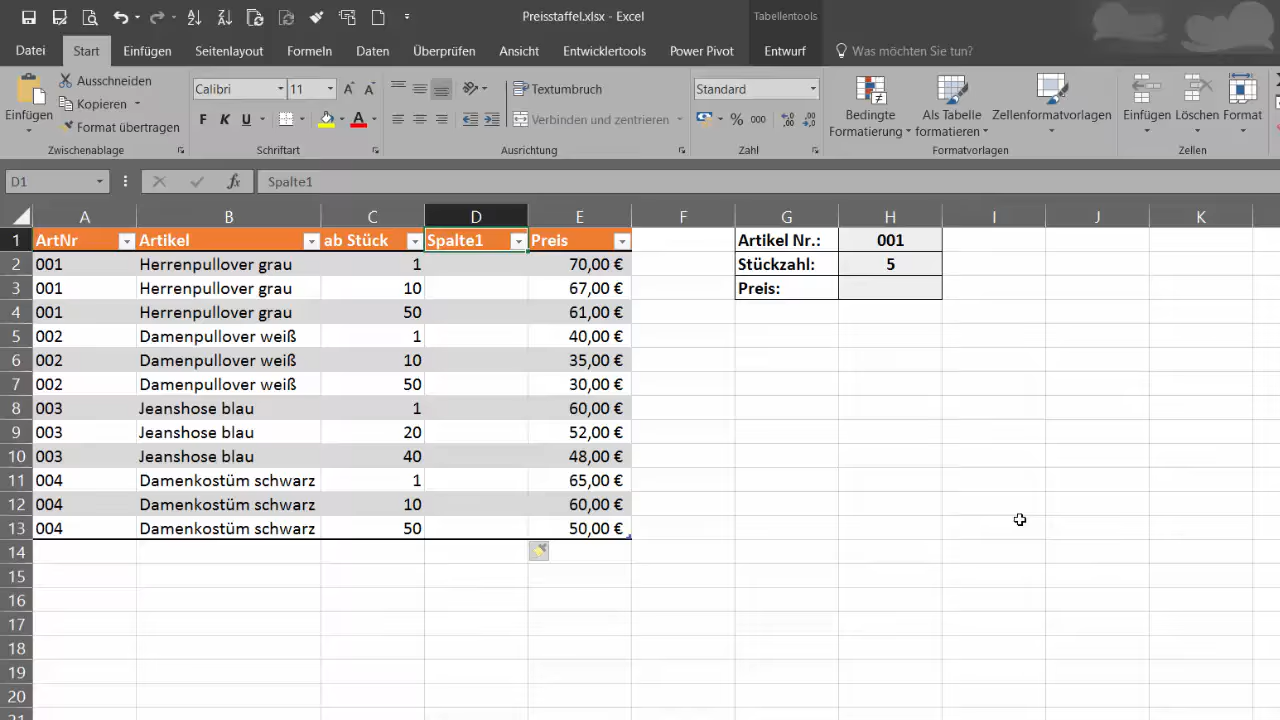 Preisstaffel.xlsx - Excel
Tabellentools
Datei Start Einfügen Seitenlayout Formeln Daten Überprüfen Ansicht Entwicklertools Power Pivot Entwurf Was möchten Sie tun?
Einfügen
Ausschneiden
Kopieren
Format übertragen
Zwischenablage
Calibri 11
F K U
Schriftart
Textumbruch
Verbinden und zentrieren
Ausrichtung
Standard
% 000
Zahl
Bedingte Formatierung
Als Tabelle formatieren
Zellenformatvorlagen
Formatvorlagen
Einfügen Löschen Format
Zellen
D1 fx Spalte1
A B C D E F G H I J K
1 ArtNr Artikel ab Stück Spalte1 Preis Artikel Nr.: 001
2 001 Herrenpullover grau 1 70,00 € Stückzahl: 5
3 001 Herrenpullover grau 10 67,00 € Preis:
4 001 Herrenpullover grau 50 61,00 €
5 002 Damenpullover weiß 1 40,00 €
6 002 Damenpullover weiß 10 35,00 €
7 002 Damenpullover weiß 50 30,00 €
8 003 Jeanshose blau 1 60,00 €
9 003 Jeanshose blau 20 52,00 €
10 003 Jeanshose blau 40 48,00 €
11 004 Damenkostüm schwarz 1 65,00 €
12 004 Damenkostüm schwarz 10 60,00 €
13 004 Damenkostüm schwarz 50 50,00 €
14
15
16
17
18
19
20
21